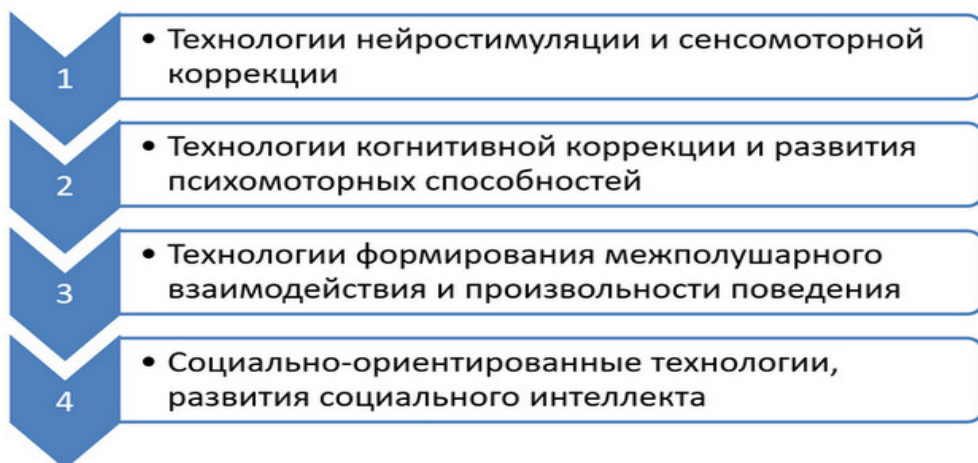 1
• Технологии нейростимуляции и сенсомоторной
коррекции
2
• Технологии когнитивной коррекции и развития
психомоторных способностей
3
• Технологии формирования межполушарного
взаимодействия и произвольности поведения
4
• Социально-ориентированные технологии,
развития социального интеллекта